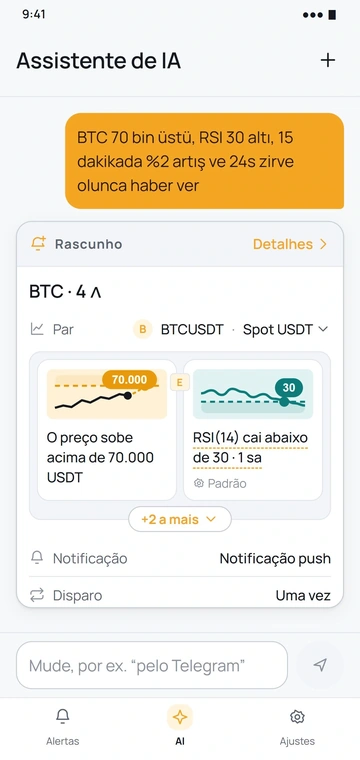 9:41
Assistente de IA
BTC 70 bin üstü, RSI 30 altı, 15
dakikada %2 artış ve 24s zirve
olunca haber ver
Rascunho
Detalhes
BTC · 4 ∧
Par
B
BTCUSDT · Spot USDT
70.000
E
30
O preço sobe
acima de 70.000
USDT
RSI(14) cai abaixo
de 30 · 1 sa
Padrão
+2 a mais
Notificação
Notificação push
Disparo
Uma vez
Mude, por ex. “pelo Telegram“
Alertas
AI
Ajustes